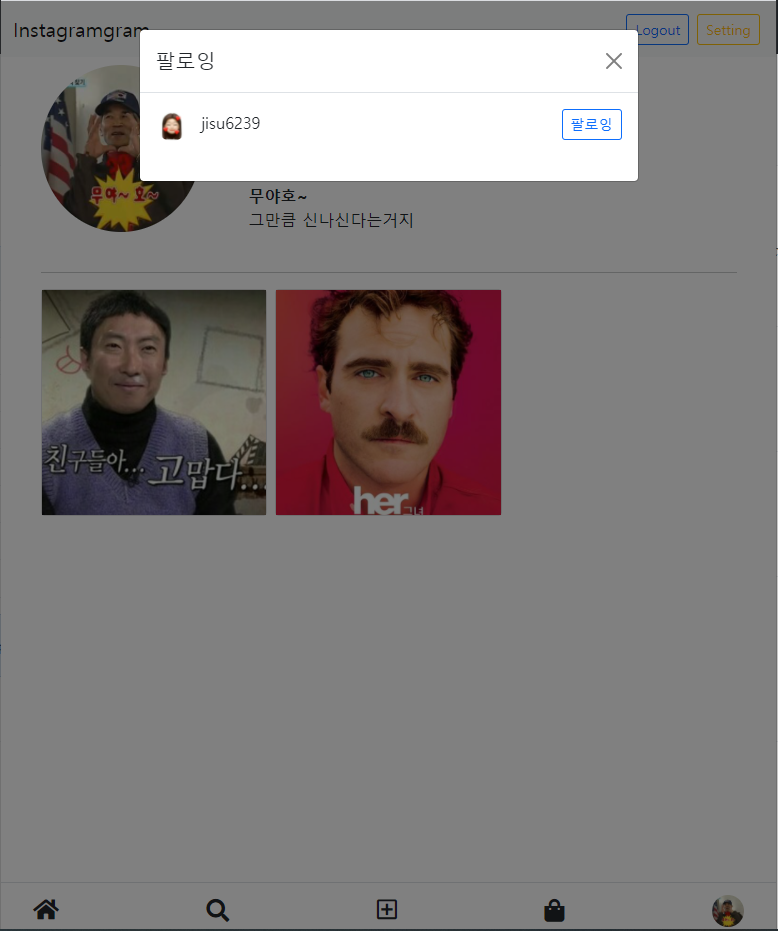 Instagramgram
Logout
Setting
팔로잉
jisu6239
팔로잉
무야~ 호~
무야호~
그만큼 신나신다는거지
친구들아... 고맙다...
her
그녀